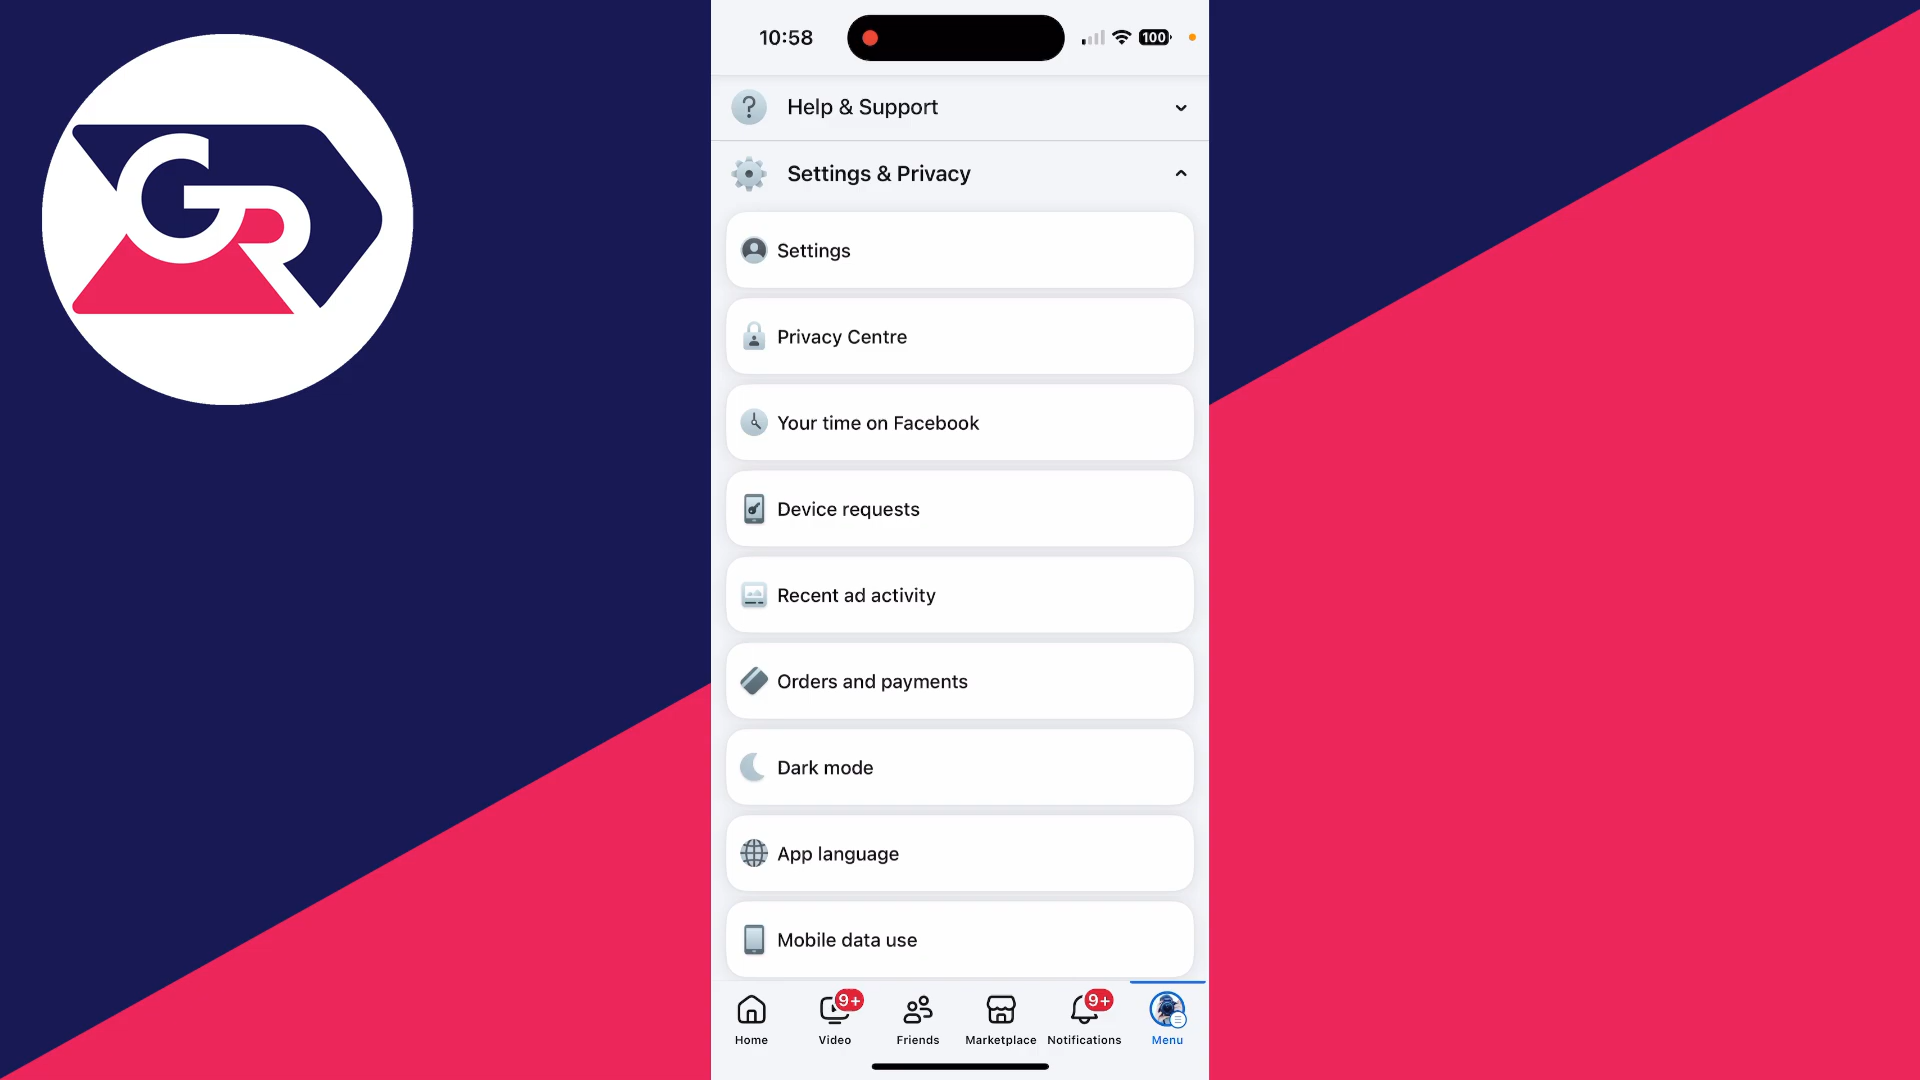 GR
10:58
100
Help & Support
Settings & Privacy
Settings
Privacy Centre
Your time on Facebook
Device requests
Recent ad activity
Orders and payments
Dark mode
App language
Mobile data use
9+ 9+
Home Video Friends Marketplace Notifications Menu